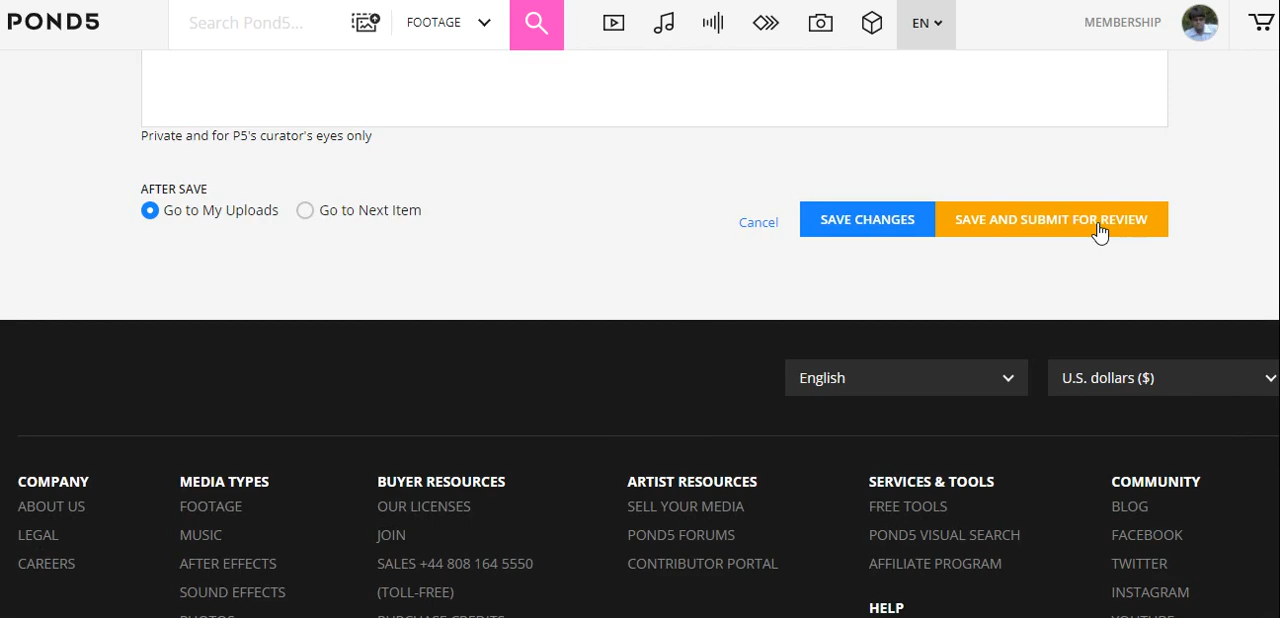 POND5 Search Pond5... FOOTAGE EN MEMBERSHIP
Private and for P5's curator's eyes only
AFTER SAVE
Go to My Uploads Go to Next Item
Cancel SAVE CHANGES SAVE AND SUBMIT FOR REVIEW
English U.S. dollars ($)
COMPANY MEDIA TYPES BUYER RESOURCES ARTIST RESOURCES SERVICES & TOOLS COMMUNITY
ABOUT US FOOTAGE OUR LICENSES SELL YOUR MEDIA FREE TOOLS BLOG
LEGAL MUSIC JOIN POND5 FORUMS POND5 VISUAL SEARCH FACEBOOK
CAREERS AFTER EFFECTS SALES +44 808 164 5550 CONTRIBUTOR PORTAL AFFILIATE PROGRAM TWITTER
SOUND EFFECTS (TOLL-FREE) INSTAGRAM
HELP
PHOTOS PURCHASE CREDITS YOUTUBE